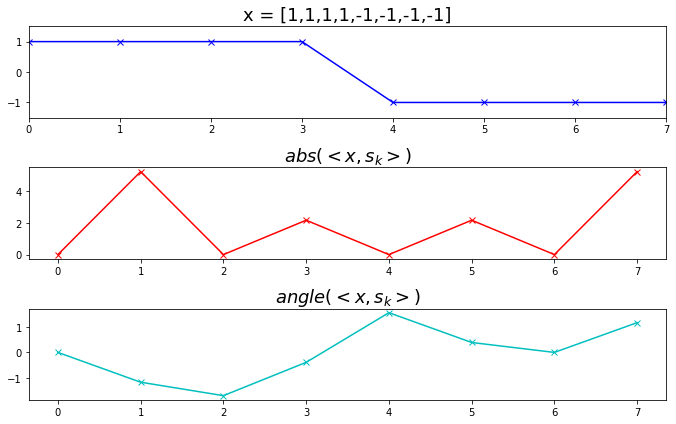 x = [1,1,1,1,-1,-1,-1,-1]
1
0
−1
0 1 2 3 4 5 6 7
abs(< x, s_k >)
4
2
0
0 1 2 3 4 5 6 7
angle(< x, s_k >)
1
0
−1
0 1 2 3 4 5 6 7